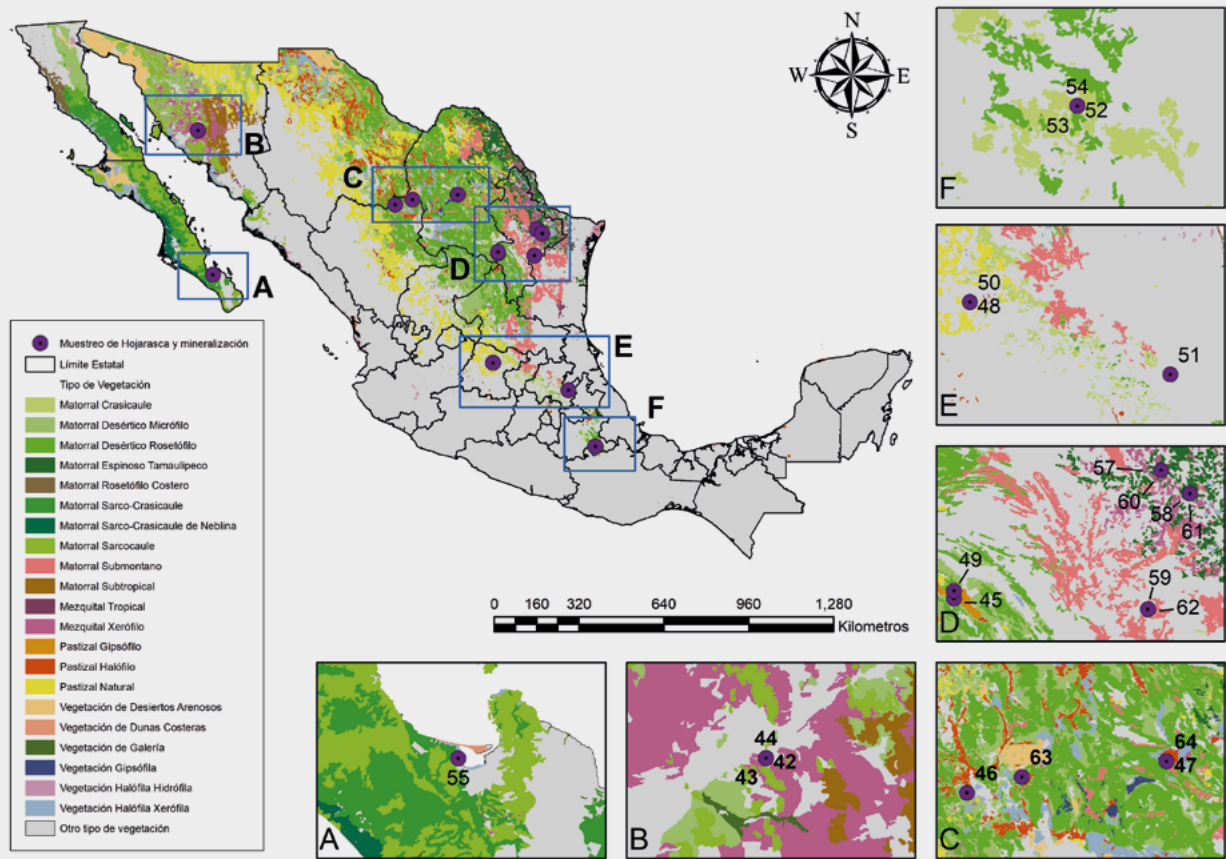 N
W E
S
A
B
C
D
E
F
Muestreo de Hojarasca y mineralización
Límite Estatal
Tipo de Vegetación
Matorral Crasicaule
Matorral Desértico Micrófilo
Matorral Desértico Rosetófilo
Matorral Espinoso Tamaulipeco
Matorral Rosetófilo Costero
Matorral Sarco-Crasicaule
Matorral Sarco-Crasicaule de Neblina
Matorral Sarcocaule
Matorral Submontano
Matorral Subtropical
Mezquital Tropical
Mezquital Xerófilo
Pastizal Gipsófilo
Pastizal Halófilo
Pastizal Natural
Vegetación de Desiertos Arenosos
Vegetación de Dunas Costeras
Vegetación de Galería
Vegetación Gipsófila
Vegetación Halófila Hidrófila
Vegetación Halófila Xerófila
Otro tipo de vegetación
0 160 320 640 960 1,280
Kilometros
54
53 52
F
50
48
51
E
57
60
58
61
49
45
59
62
D
55
A
44
43 42
B
46
63
64
47
C